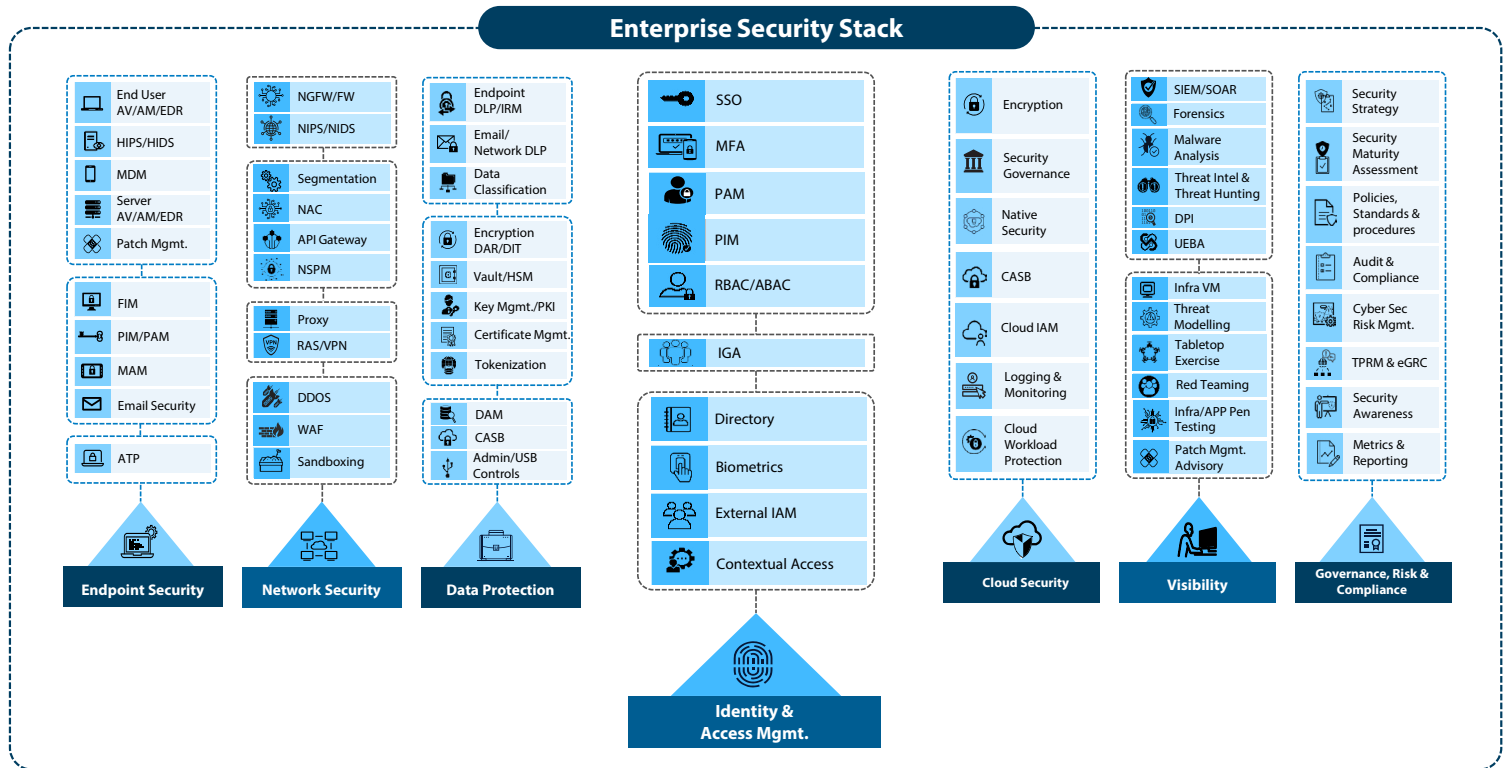 Enterprise Security Stack
End User
AV/AM/EDR
HIPS/HIDS
MDM
Server
AV/AM/EDR
Patch Mgmt.
FIM
PIM/PAM
MAM
Email Security
ATP
Endpoint Security
NGFW/FW
NIPS/NIDS
Segmentation
NAC
API Gateway
NSPM
Proxy
VPN
RAS/VPN
DDOS
WAF
Sandboxing
Network Security
Endpoint
DLP/IRM
Email/
Network DLP
Data
Classification
Encryption
DAR/DIT
Vault/HSM
Key Mgmt./PKI
Certificate Mgmt.
Tokenization
DAM
CASB
Admin/USB
Controls
Data Protection
SSO
MFA
PAM
PIM
RBAC/ABAC
IGA
Directory
Biometrics
External IAM
Contextual Access
Identity &
Access Mgmt.
Encryption
Security
Governance
Native
Security
CASB
Cloud IAM
Logging &
Monitoring
Cloud
Workload
Protection
Cloud Security
SIEM/SOAR
Forensics
Malware
Analysis
Threat Intel &
Threat Hunting
DPI
UEBA
Infra VM
Threat
Modelling
Tabletop
Exercise
Red Teaming
Infra/APP Pen
Testing
Patch Mgmt.
Advisory
Visibility
Security
Strategy
Security
Maturity
Assessment
Policies,
Standards &
procedures
Audit &
Compliance
Cyber Sec
Risk Mgmt.
TPRM & eGRC
Security
Awareness
Metrics &
Reporting
Governance, Risk &
Compliance